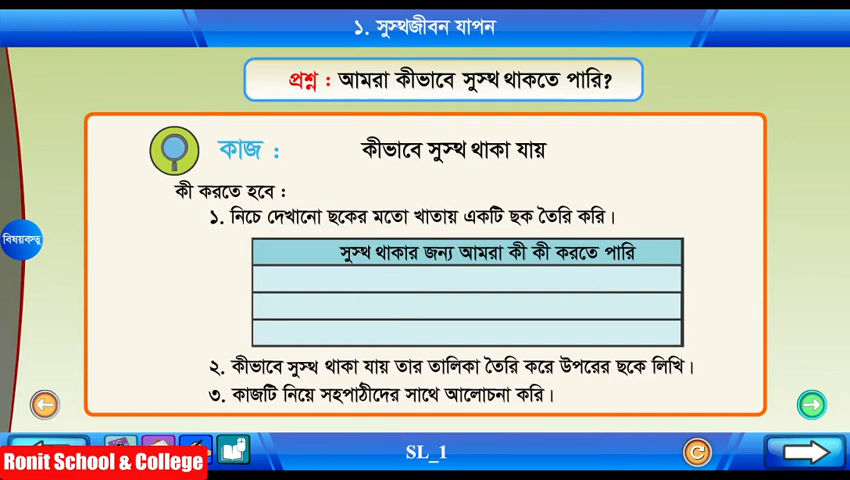 ১. সুস্থজীবন যাপন
প্রশ্ন : আমরা কীভাবে সুস্থ থাকতে পারি?
কাজ : কীভাবে সুস্থ থাকা যায়
কী করতে হবে :
১. নিচে দেখানো ছকের মতো খাতায় একটি ছক তৈরি করি।
বিষয়বস্তু
সুস্থ থাকার জন্য আমরা কী কী করতে পারি
২. কীভাবে সুস্থ থাকা যায় তার তালিকা তৈরি করে উপরের ছকে লিখি।
৩. কাজটি নিয়ে সহপাঠীদের সাথে আলোচনা করি।
SL_1
Ronit School & College